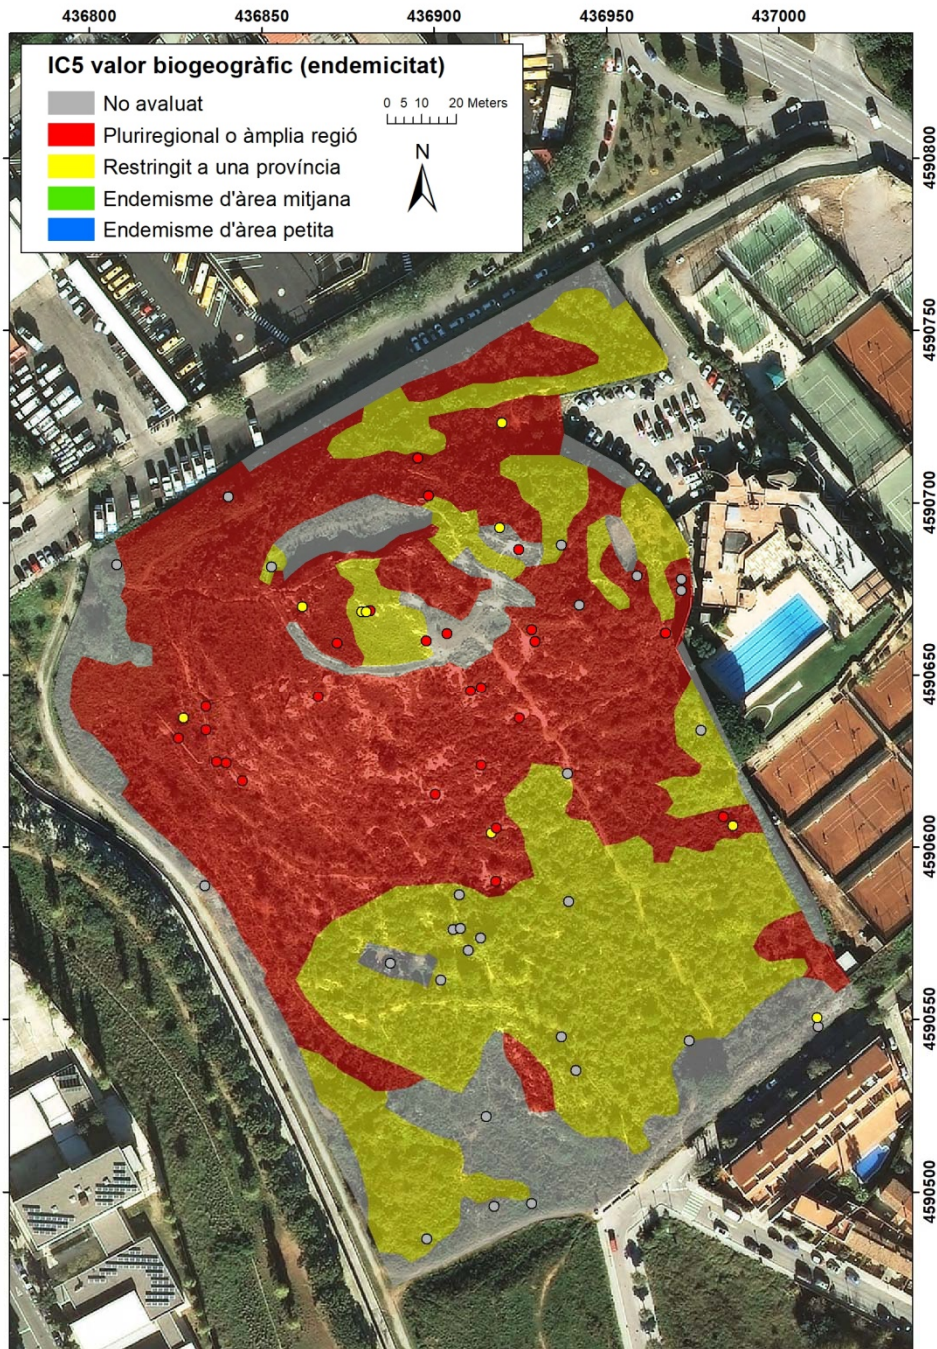 436800 436850 436900 436950 437000
IC5 valor biogeogràfic (endemicitat)
No avaluat
Pluriregional o àmplia regió
Restringit a una província
Endemisme d'àrea mitjana
Endemisme d'àrea petita
0 5 10 20 Meters
N
4590800
4590750
4590700
4590650
4590600
4590550
4590500